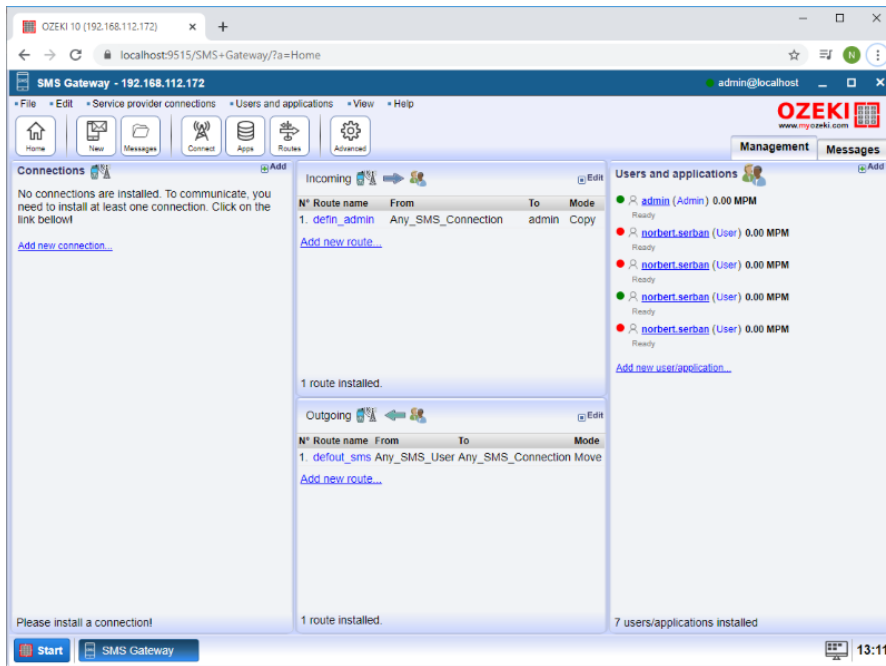 OZEKI 10 (192.168.112.172)
localhost:9515/SMS+Gateway/?a=Home
N
SMS Gateway - 192.168.112.172
admin@localhost
File Edit Service provider connections Users and applications View Help
OZEKI
www.myozeki.com
Home New Messages Connect Apps Routes Advanced
Management Messages
Connections Add
No connections are installed. To communicate, you
need to install at least one connection. Click on the
link bellow!
Add new connection...
Please install a connection!
Incoming Edit
N° Route name From To Mode
1. defin_admin Any_SMS_Connection admin Copy
Add new route...
1 route installed.
Outgoing Edit
N° Route name From To Mode
1. defout_sms Any_SMS_User Any_SMS_Connection Move
Add new route...
1 route installed.
Users and applications Add
admin (Admin) 0.00 MPM
Ready
norbert.serban (User) 0.00 MPM
Ready
norbert.serban (User) 0.00 MPM
Ready
norbert.serban (User) 0.00 MPM
Ready
norbert.serban (User) 0.00 MPM
Ready
Add new user/application...
7 users/applications installed
Start SMS Gateway 13:11